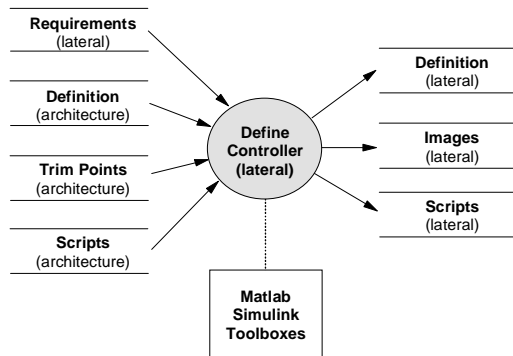 Requirements
(lateral)
Definition
(architecture)
Trim Points
(architecture)
Scripts
(architecture)
Define
Controller
(lateral)
Matlab
Simulink
Toolboxes
Definition
(lateral)
Images
(lateral)
Scripts
(lateral)